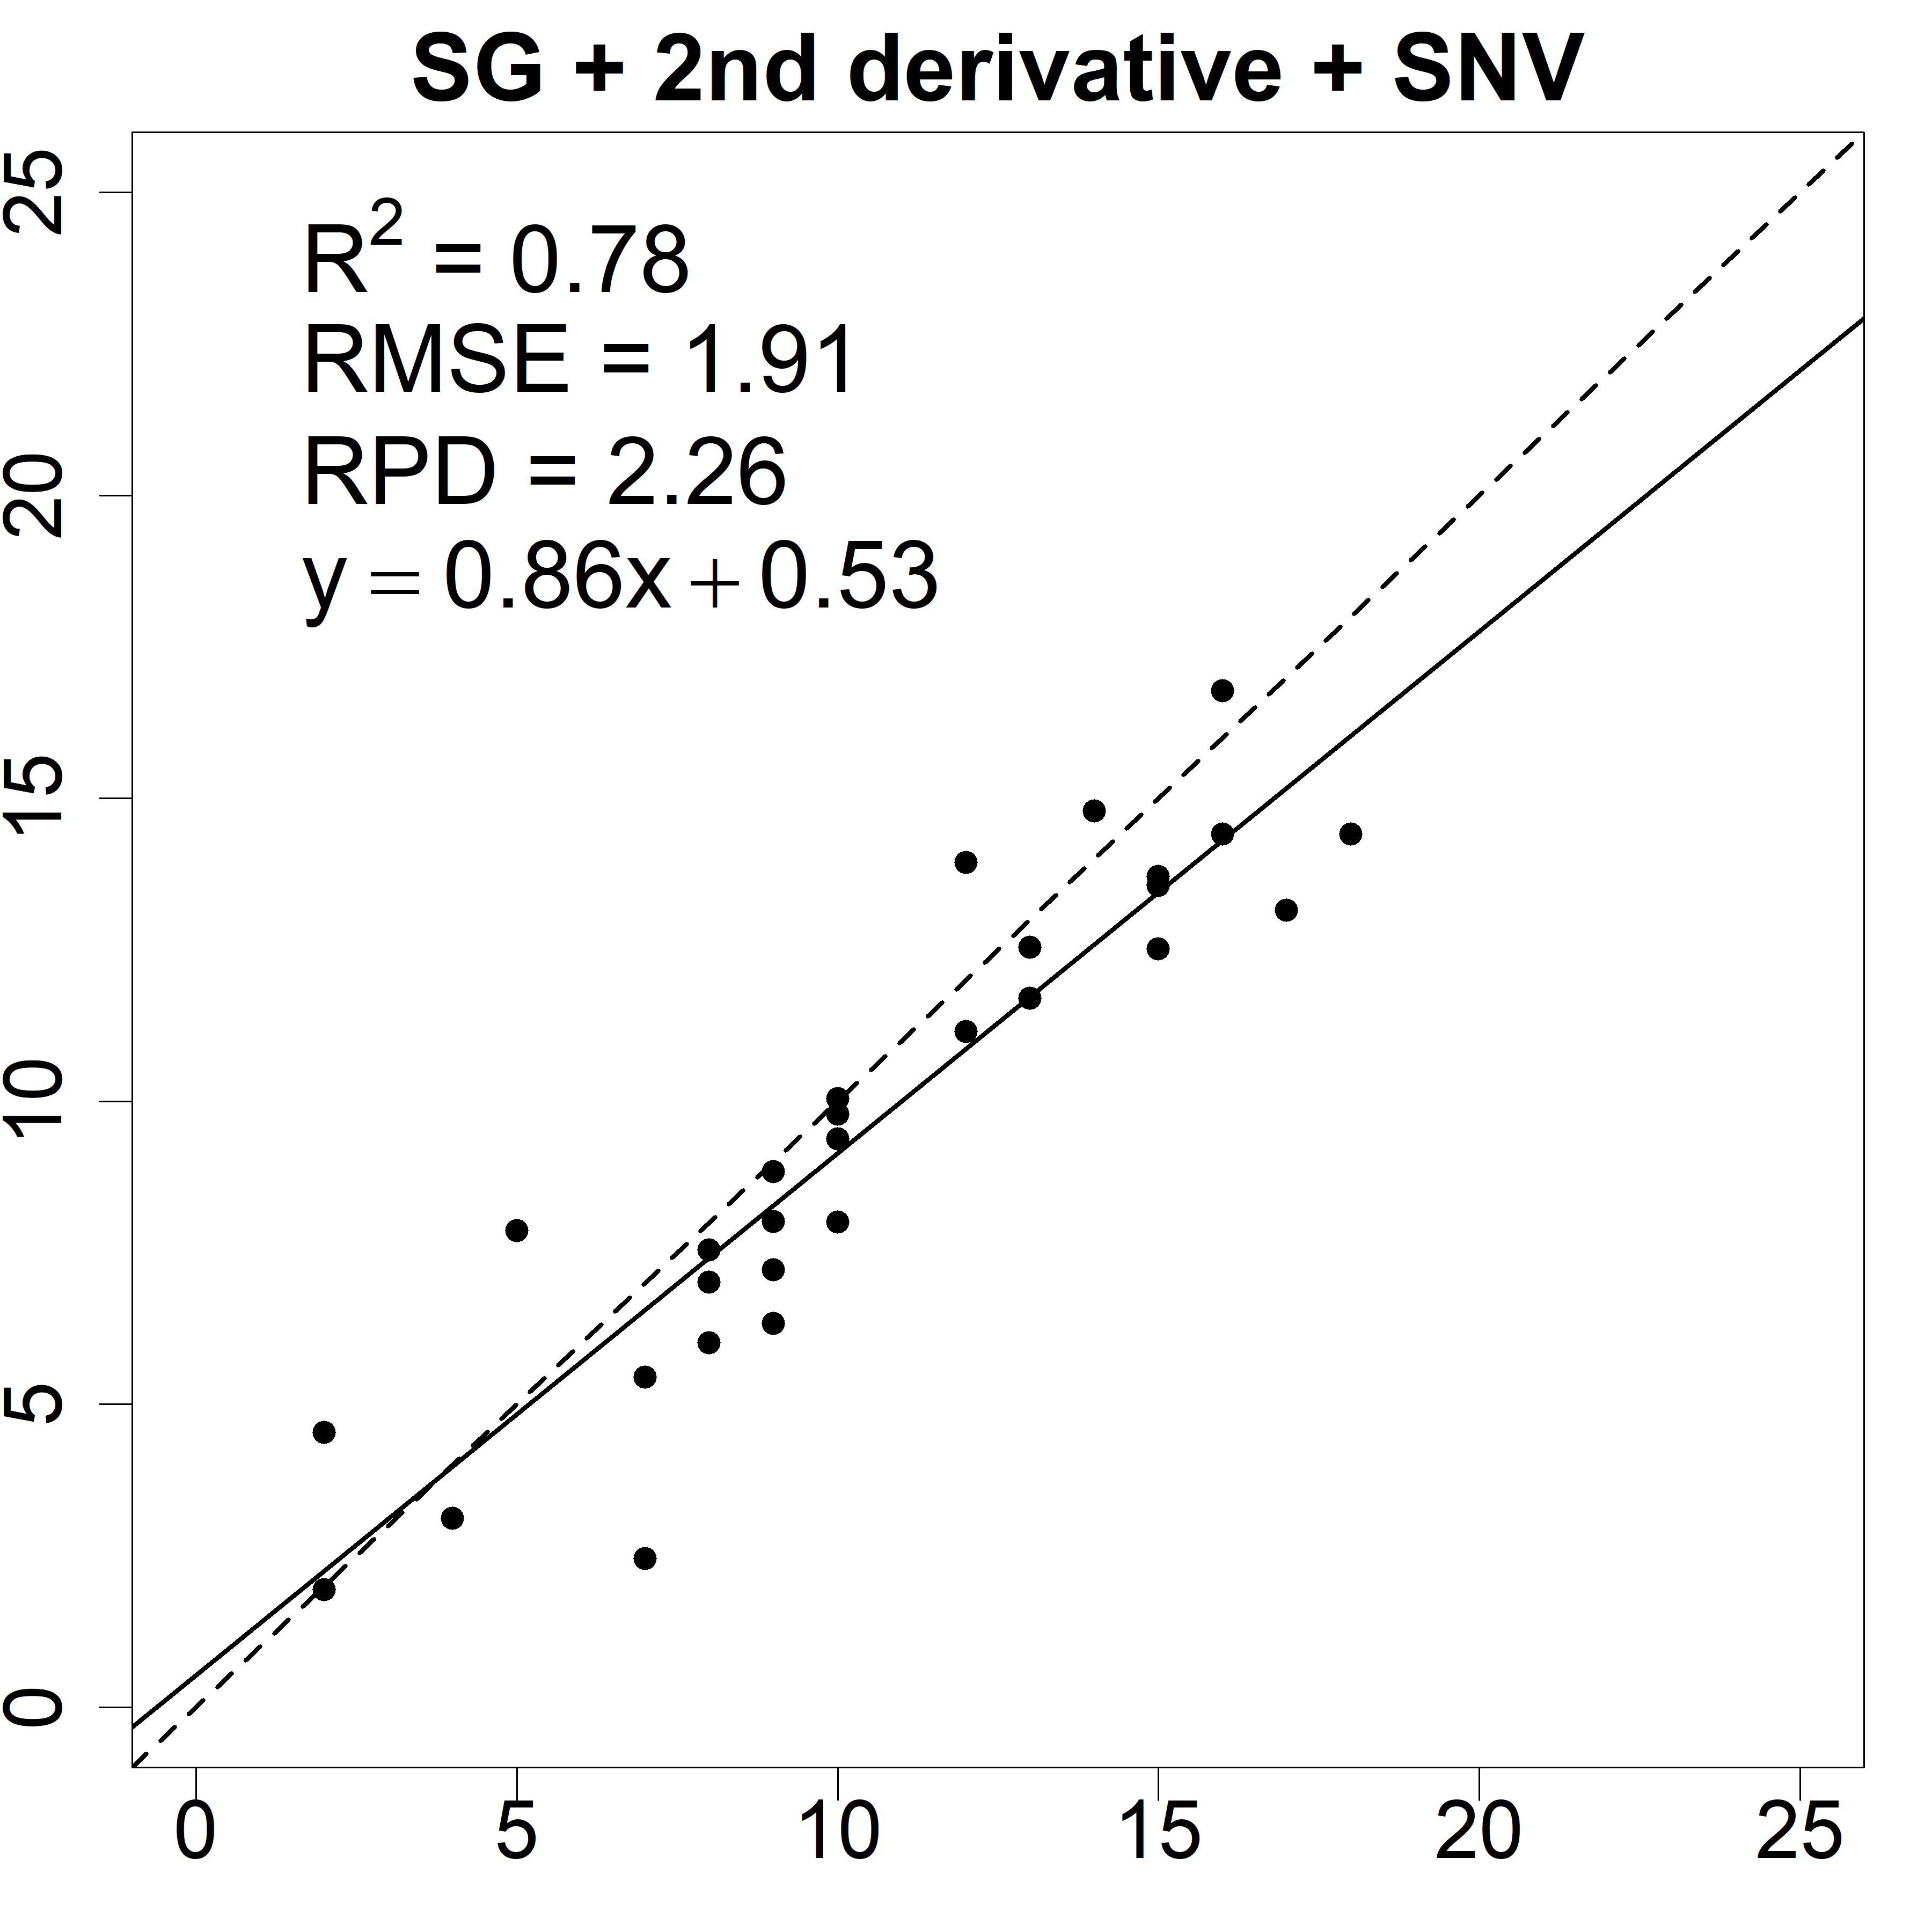 SG + 2nd derivative + SNV
R² = 0.78
RMSE = 1.91
RPD = 2.26
y = 0.86x + 0.53
25
20
15
10
5
0
0 5 10 15 20 25